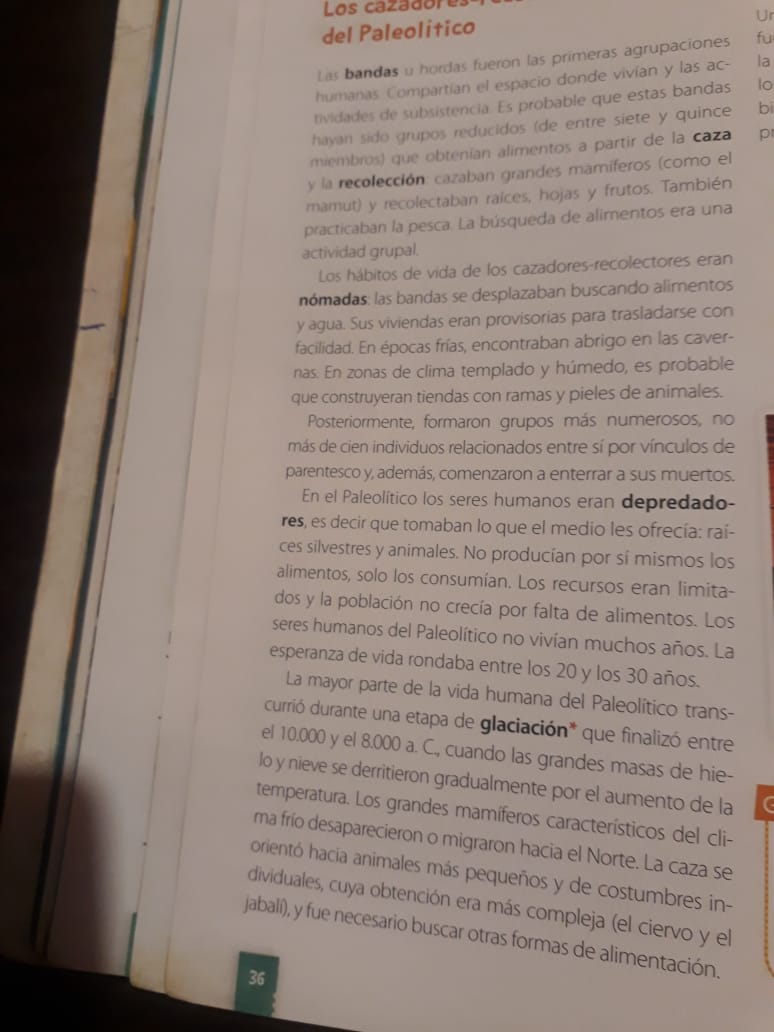 Los cazadores-
del Paleolítico
Las bandas u hordas fueron las primeras agrupaciones
humanas. Compartían el espacio donde vivían y las ac-
tividades de subsistencia. Es probable que estas bandas
hayan sido grupos reducidos (de entre siete y quince
miembros) que obtenían alimentos a partir de la caza
y la recolección: cazaban grandes mamíferos (como el
mamut) y recolectaban raíces, hojas y frutos. También
practicaban la pesca. La búsqueda de alimentos era una
actividad grupal.
Los hábitos de vida de los cazadores-recolectores eran
nómadas: las bandas se desplazaban buscando alimentos
y agua. Sus viviendas eran provisorias para trasladarse con
facilidad. En épocas frías, encontraban abrigo en las caver-
nas. En zonas de clima templado y húmedo, es probable
que construyeran tiendas con ramas y pieles de animales.
Posteriormente, formaron grupos más numerosos, no
más de cien individuos relacionados entre sí por vínculos de
parentesco y, además, comenzaron a enterrar a sus muertos.
En el Paleolítico los seres humanos eran depredado-
res, es decir que tomaban lo que el medio les ofrecía: raí-
ces silvestres y animales. No producían por sí mismos los
alimentos, solo los consumían. Los recursos eran limita-
dos y la población no crecía por falta de alimentos. Los
seres humanos del Paleolítico no vivían muchos años. La
esperanza de vida rondaba entre los 20 y los 30 años.
La mayor parte de la vida humana del Paleolítico trans-
currió durante una etapa de glaciación* que finalizó entre
el 10.000 y el 8.000 a. C., cuando las grandes masas de hie-
lo y nieve se derritieron gradualmente por el aumento de la
temperatura. Los grandes mamíferos característicos del cli-
ma frío desaparecieron o migraron hacia el Norte. La caza se
orientó hacia animales más pequeños y de costumbres in-
dividuales, cuya obtención era más compleja (el ciervo y el
jabalí), y fue necesario buscar otras formas de alimentación.
36
Ur
fu
la
lo
bi
pr